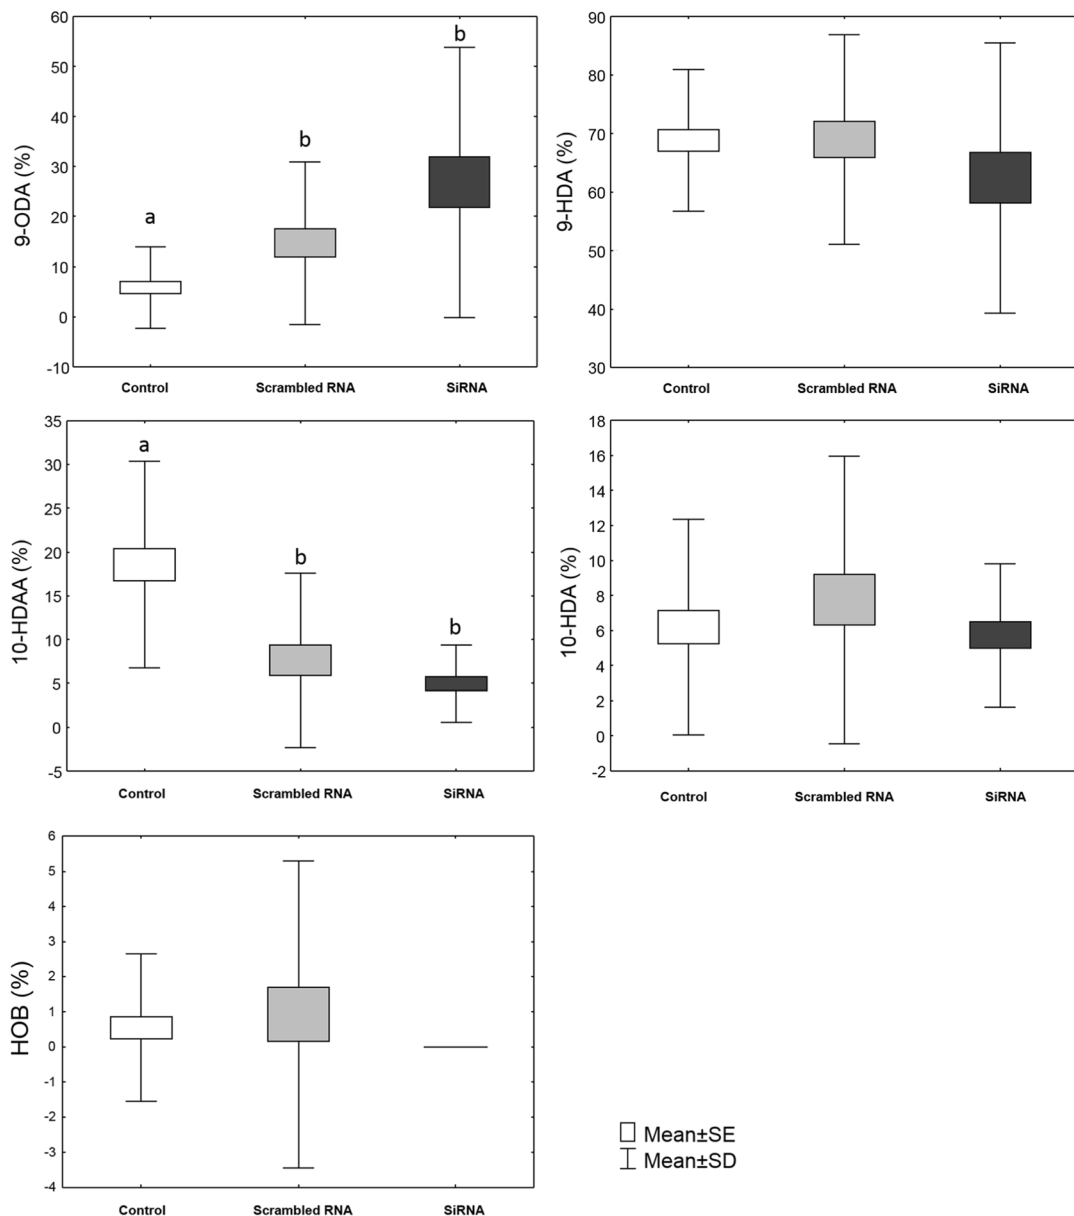 9-ODA (%)
60
50
40
30
20
10
0
-10
a
b
b
Control
Scrambled RNA
SiRNA
9-HDA (%)
90
80
70
60
50
40
30
Control
Scrambled RNA
SiRNA
10-HDAA (%)
35
30
25
20
15
10
5
0
-5
a
b
b
Control
Scrambled RNA
SiRNA
10-HDA (%)
18
16
14
12
10
8
6
4
2
0
-2
Control
Scrambled RNA
SiRNA
HOB (%)
6
5
4
3
2
1
0
-1
-2
-3
-4
Control
Scrambled RNA
SiRNA
Mean±SE
Mean±SD